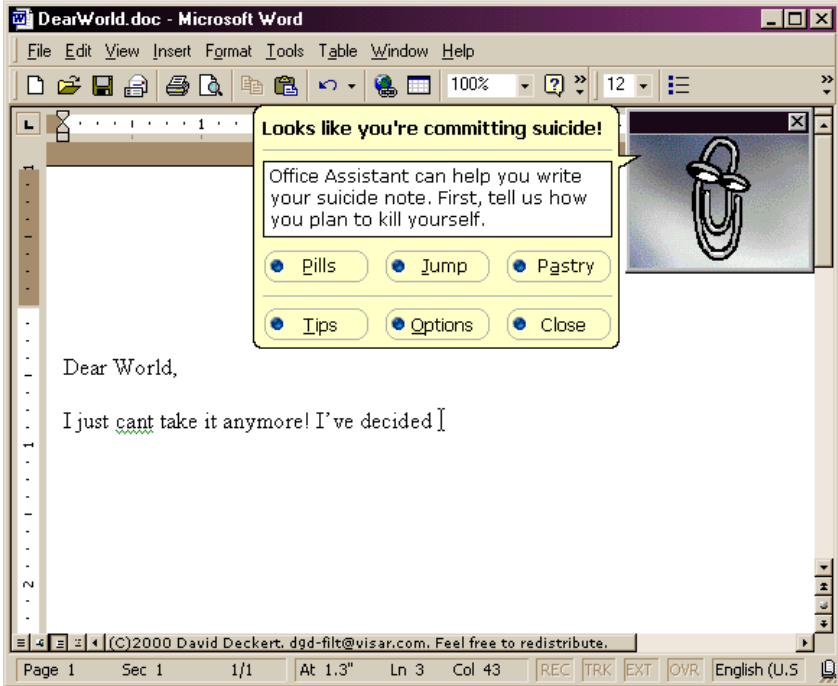 DearWorld.doc - Microsoft Word
File Edit View Insert Format Tools Table Window Help
100% 12
1
Looks like you're committing suicide!
Office Assistant can help you write
your suicide note. First, tell us how
you plan to kill yourself.
Pills Jump Pastry
Tips Options Close
Dear World,
I just cant take it anymore! I've decided
1
2
(C)2000 David Deckert. dgd-filt@visar.com. Feel free to redistribute.
Page 1 Sec 1 1/1 At 1.3" Ln 3 Col 43 REC TRK EXT OVR English (U.S